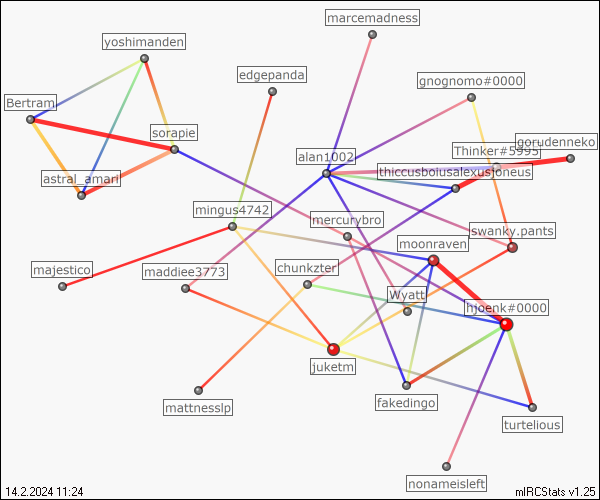 marcemadness
yoshimanden
edgepanda
gnognomo#0000
Bertram
sorapie
gorudenneko
Thinker#5995
alan1002
thiccusboiusalexusjoneus
astral_amarl
mingus4742
mercurybro
swanky.pants
moonraven
majestico
maddiee3773
chunkzter
Wyatt
hjoenk#0000
juketm
mattnesslp
fakedingo
turtelious
nonameisleft
14.2.2024 11:24
mIRCStats v1.25